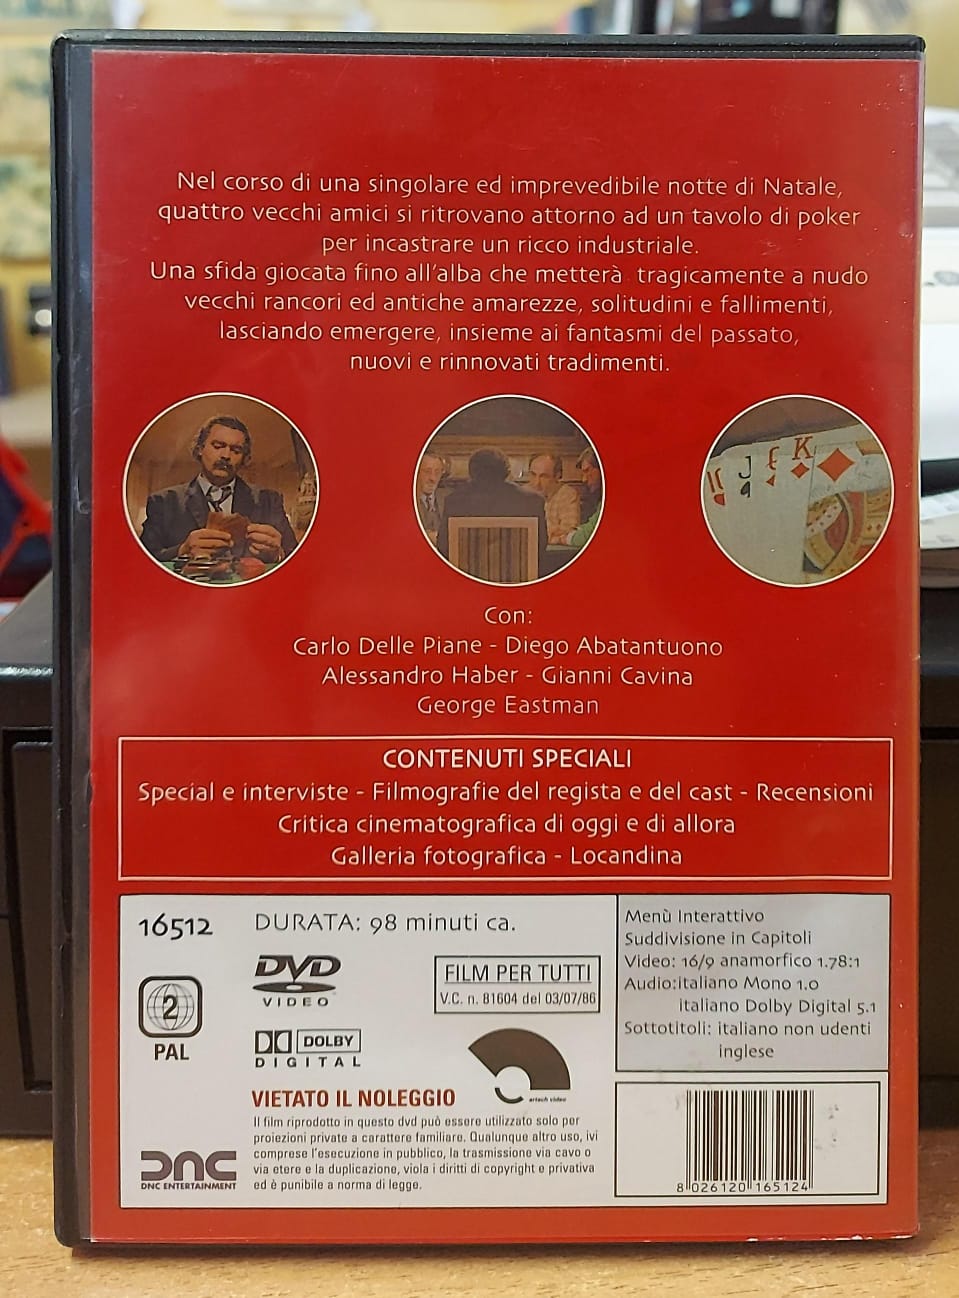 Nel corso di una singolare ed imprevedibile notte di Natale,
quattro vecchi amici si ritrovano attorno ad un tavolo di poker
per incastrare un ricco industriale.
Una sfida giocata fino all'alba che metterà tragicamente a nudo
vecchi rancori ed antiche amarezze, solitudini e fallimenti,
lasciando emergere, insieme ai fantasmi del passato,
nuovi e rinnovati tradimenti.
J K
Con:
Carlo Delle Piane - Diego Abatantuono
Alessandro Haber - Gianni Cavina
George Eastman
CONTENUTI SPECIALI
Special e interviste - Filmografie del regista e del cast - Recensioni
Critica cinematografica di oggi e di allora
Galleria fotografica - Locandina
16512
DURATA: 98 minuti ca.
2
PAL
DVD
VIDEO
DOLBY
DIGITAL
FILM PER TUTTI
V.C. n. 81604 del 03/07/86
artech video
VIETATO IL NOLEGGIO
Il film riprodotto in questo dvd può essere utilizzato solo per
proiezioni private a carattere familiare. Qualunque altro uso, ivi
comprese l'esecuzione in pubblico, la trasmissione via cavo o
via etere e la duplicazione, viola i diritti di copyright e privativa
ed è punibile a norma di legge.
DNC
DNC ENTERTAINMENT
Menù Interattivo
Suddivisione in Capitoli
Video: 16/9 anamorfico 1.78:1
Audio:italiano Mono 1.0
italiano Dolby Digital 5.1
Sottotitoli: italiano non udenti
inglese
8 026120 165124